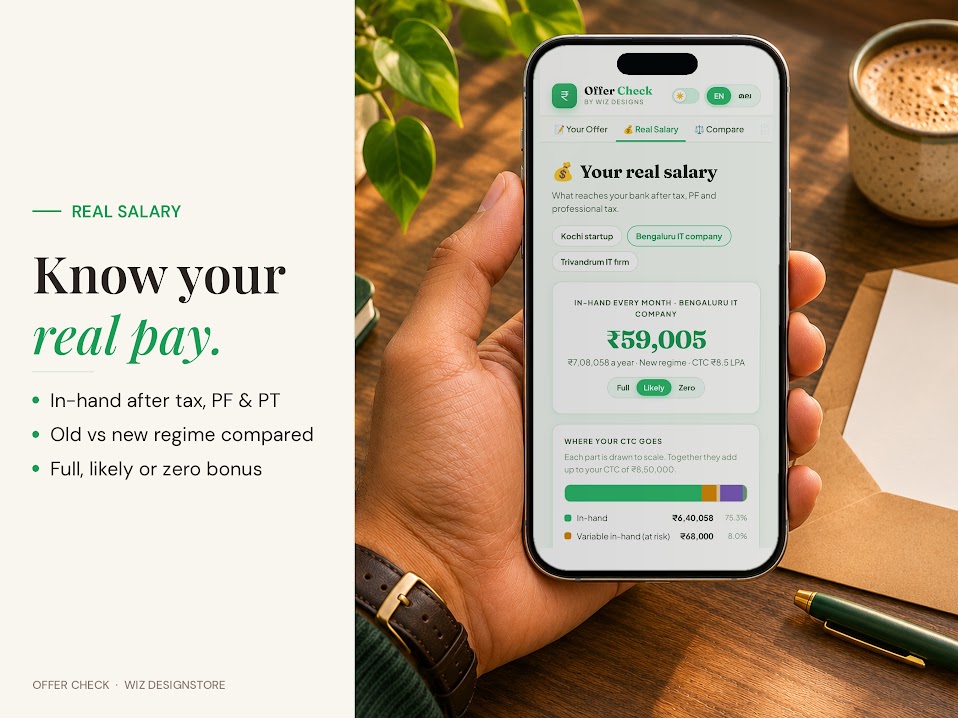 REAL SALARY
Know your
real pay.
In-hand after tax, PF & PT
Old vs new regime compared
Full, likely or zero bonus
OFFER CHECK · WIZ DESIGNSTORE
₹
Offer Check
BY WIZ DESIGNS
EN
മല
Your Offer
Real Salary
Compare
Your real salary
What reaches your bank after tax, PF and
professional tax.
Kochi startup
Bengaluru IT company
Trivandrum IT firm
IN-HAND EVERY MONTH · BENGALURU IT
COMPANY
₹59,005
₹7,08,058 a year · New regime · CTC ₹8.5 LPA
Full
Likely
Zero
WHERE YOUR CTC GOES
Each part is drawn to scale. Together they add
up to your CTC of ₹8,50,000.
In-hand ₹6,40,058 75.3%
Variable in-hand (at risk) ₹68,000 8.0%